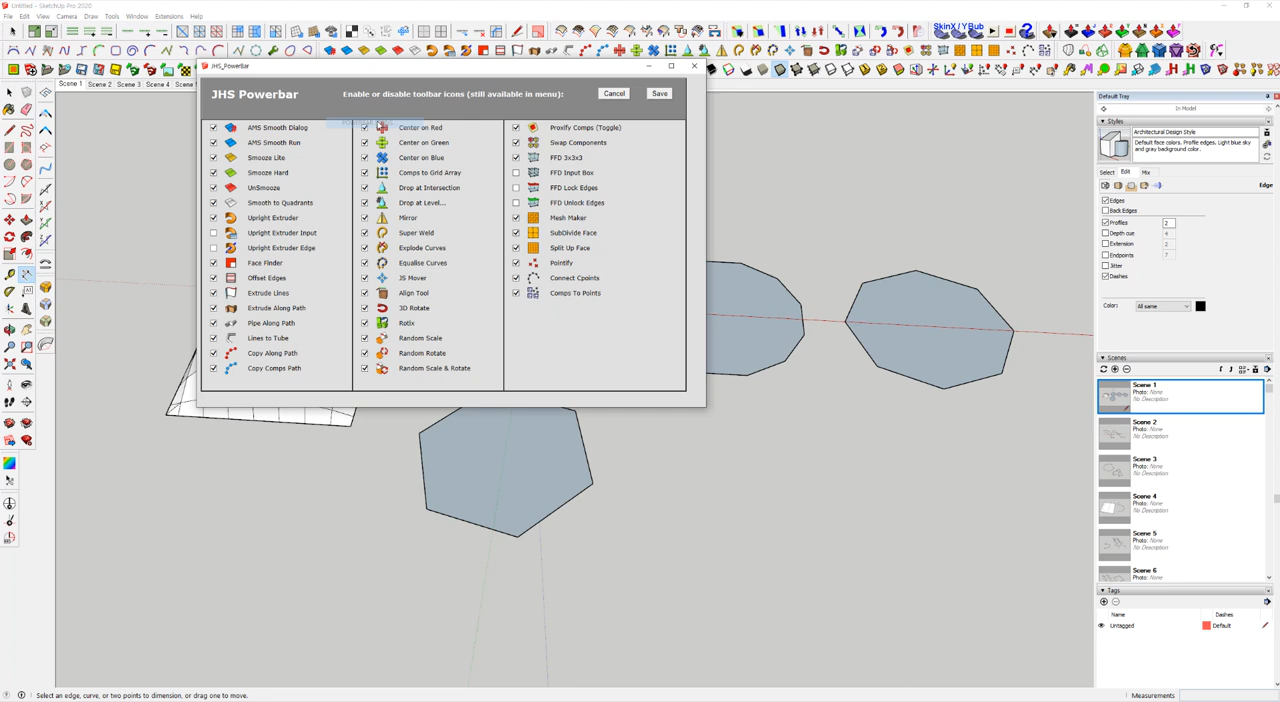 Untitled - SketchUp Pro 2020
File Edit View Camera Draw Tools Window Extensions Help
SkinX/YBub
Scene 1 Scene 2 Scene 3 Scene 4
JHS_PowerBar
JHS Powerbar
Enable or disable toolbar icons (still available in menu):
Cancel
Save
AMS Smooth Dialog
AMS Smooth Run
Smooze Lite
Smooze Hard
UnSmooze
Smooth to Quadrants
Upright Extruder
Upright Extruder Input
Upright Extruder Edge
Face Finder
Offset Edges
Extrude Lines
Extrude Along Path
Pipe Along Path
Lines to Tube
Copy Along Path
Copy Comps Path
Center on Red
Center on Green
Center on Blue
Comps to Grid Array
Drop at Intersection
Drop at Level...
Mirror
Super Weld
Explode Curves
Equalise Curves
JS Mover
Align Tool
3D Rotate
Rotix
Random Scale
Random Rotate
Random Scale & Rotate
Proxify Comps (Toggle)
Swap Components
FFD 3x3x3
FFD Input Box
FFD Lock Edges
FFD Unlock Edges
Mesh Maker
SubDivide Face
Split Up Face
Pointify
Connect Cpoints
Comps To Points
Default Tray
In Model
Styles
Architectural Design Style
Default face colors. Profile edges. Light blue sky and gray background color.
Select Edit Mix
Edge
Edges
Back Edges
Profiles 2
Depth cue 4
Extension 2
Endpoints 7
Jitter
Dashes
Color: All same
Scenes
Scene 1
Photo: None
No Description
Scene 2
Photo: None
No Description
Scene 3
Photo: None
No Description
Scene 4
Photo: None
No Description
Scene 5
Photo: None
No Description
Scene 6
Photo: None
Tags
Name Dashes
Untagged Default
Select an edge, curve, or two points to dimension, or drag one to move.
Measurements